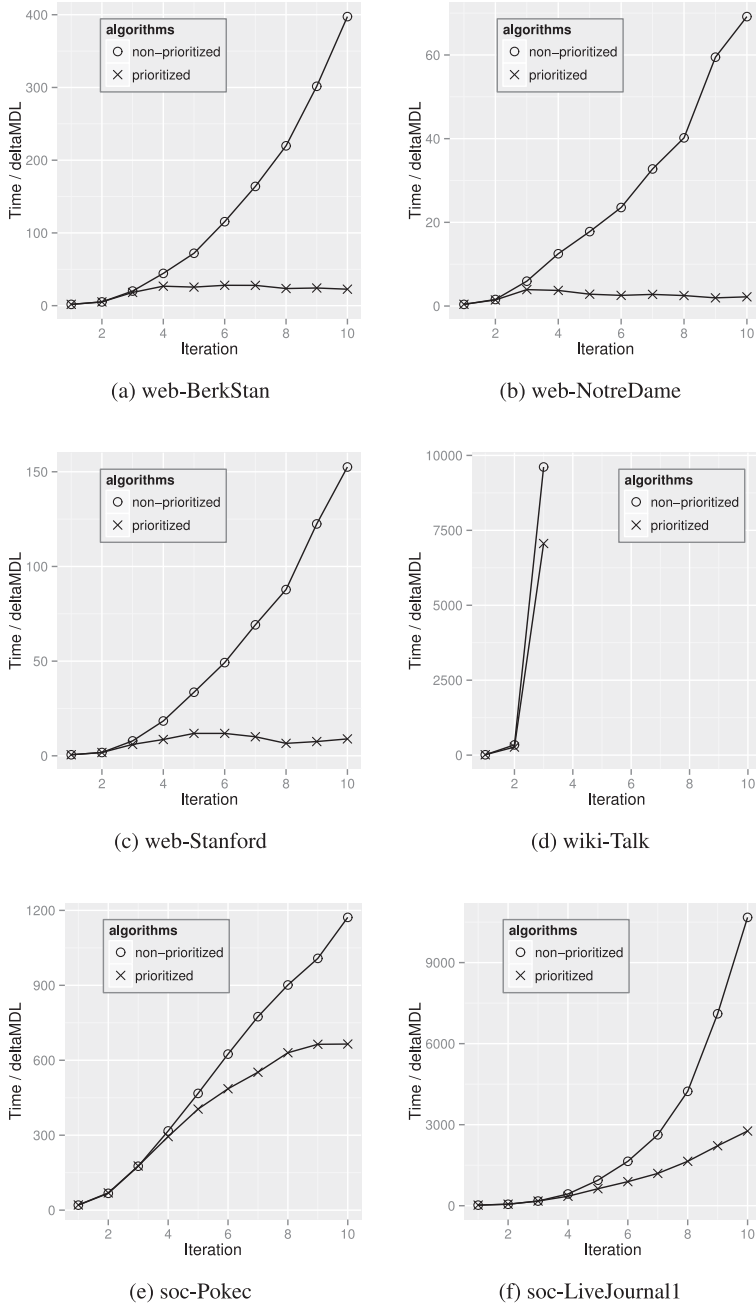 algorithms
non−prioritized
prioritized
Time / deltaMDL
400
300
200
100
0
2 4 6 8 10
Iteration
(a) web-BerkStan
algorithms
non−prioritized
prioritized
Time / deltaMDL
60
40
20
0
2 4 6 8 10
Iteration
(b) web-NotreDame
algorithms
non−prioritized
prioritized
Time / deltaMDL
150
100
50
0
2 4 6 8 10
Iteration
(c) web-Stanford
algorithms
non−prioritized
prioritized
Time / deltaMDL
10000
7500
5000
2500
0
2 4 6 8 10
Iteration
(d) wiki-Talk
algorithms
non−prioritized
prioritized
Time / deltaMDL
1200
900
600
300
0
2 4 6 8 10
Iteration
(e) soc-Pokec
algorithms
non−prioritized
prioritized
Time / deltaMDL
9000
6000
3000
0
2 4 6 8 10
Iteration
(f) soc-LiveJournal1